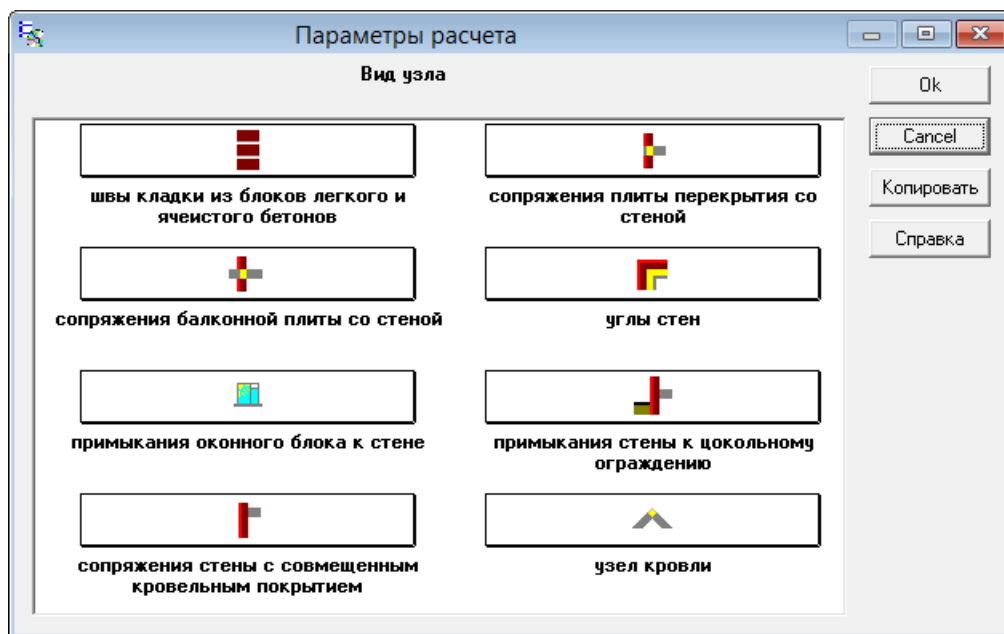 Параметры расчета
Вид узла
Ok
Cancel
Копировать
Справка
швы кладки из блоков легкого и
ячеистого бетонов
сопряжения плиты перекрытия со
стеной
сопряжения балконной плиты со стеной
углы стен
примыкания оконного блока к стене
примыкания стены к цокольному
ограждению
сопряжения стены с совмещенным
кровельным покрытием
узел кровли